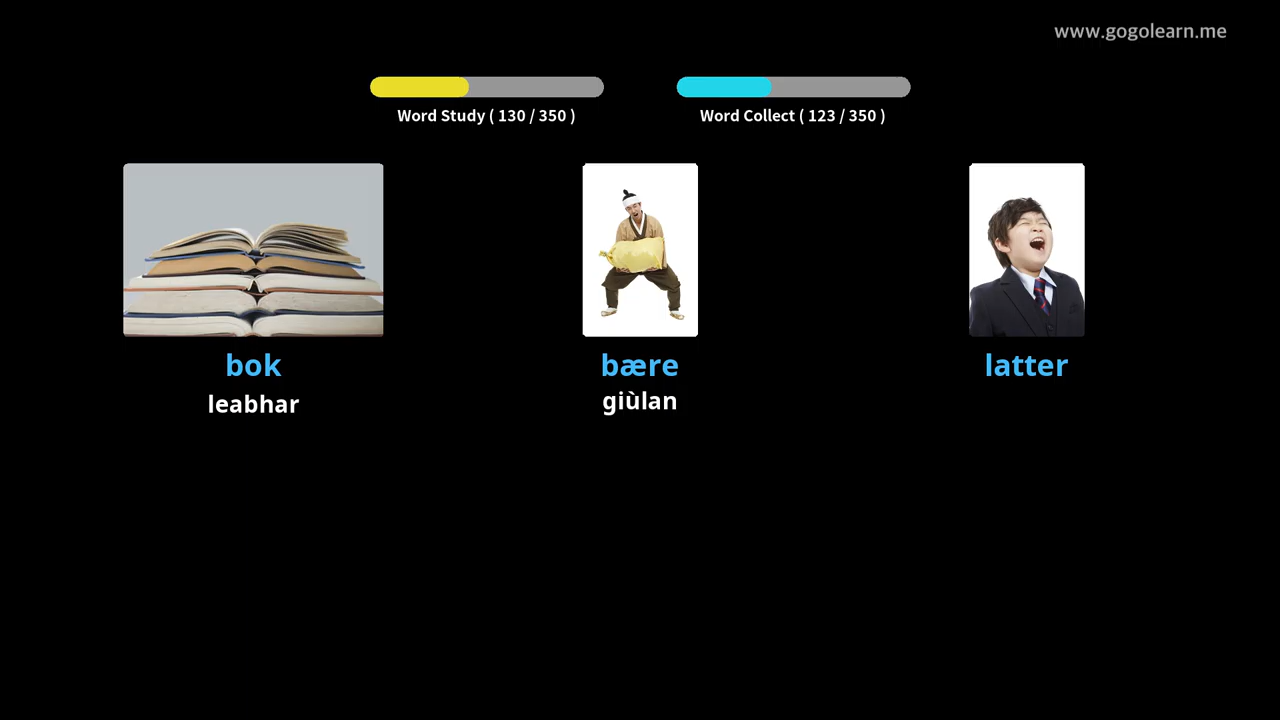 www.gogolearn.me
Word Study ( 130 / 350 )
Word Collect ( 123 / 350 )
bok
leabhar
bære
giùlan
latter